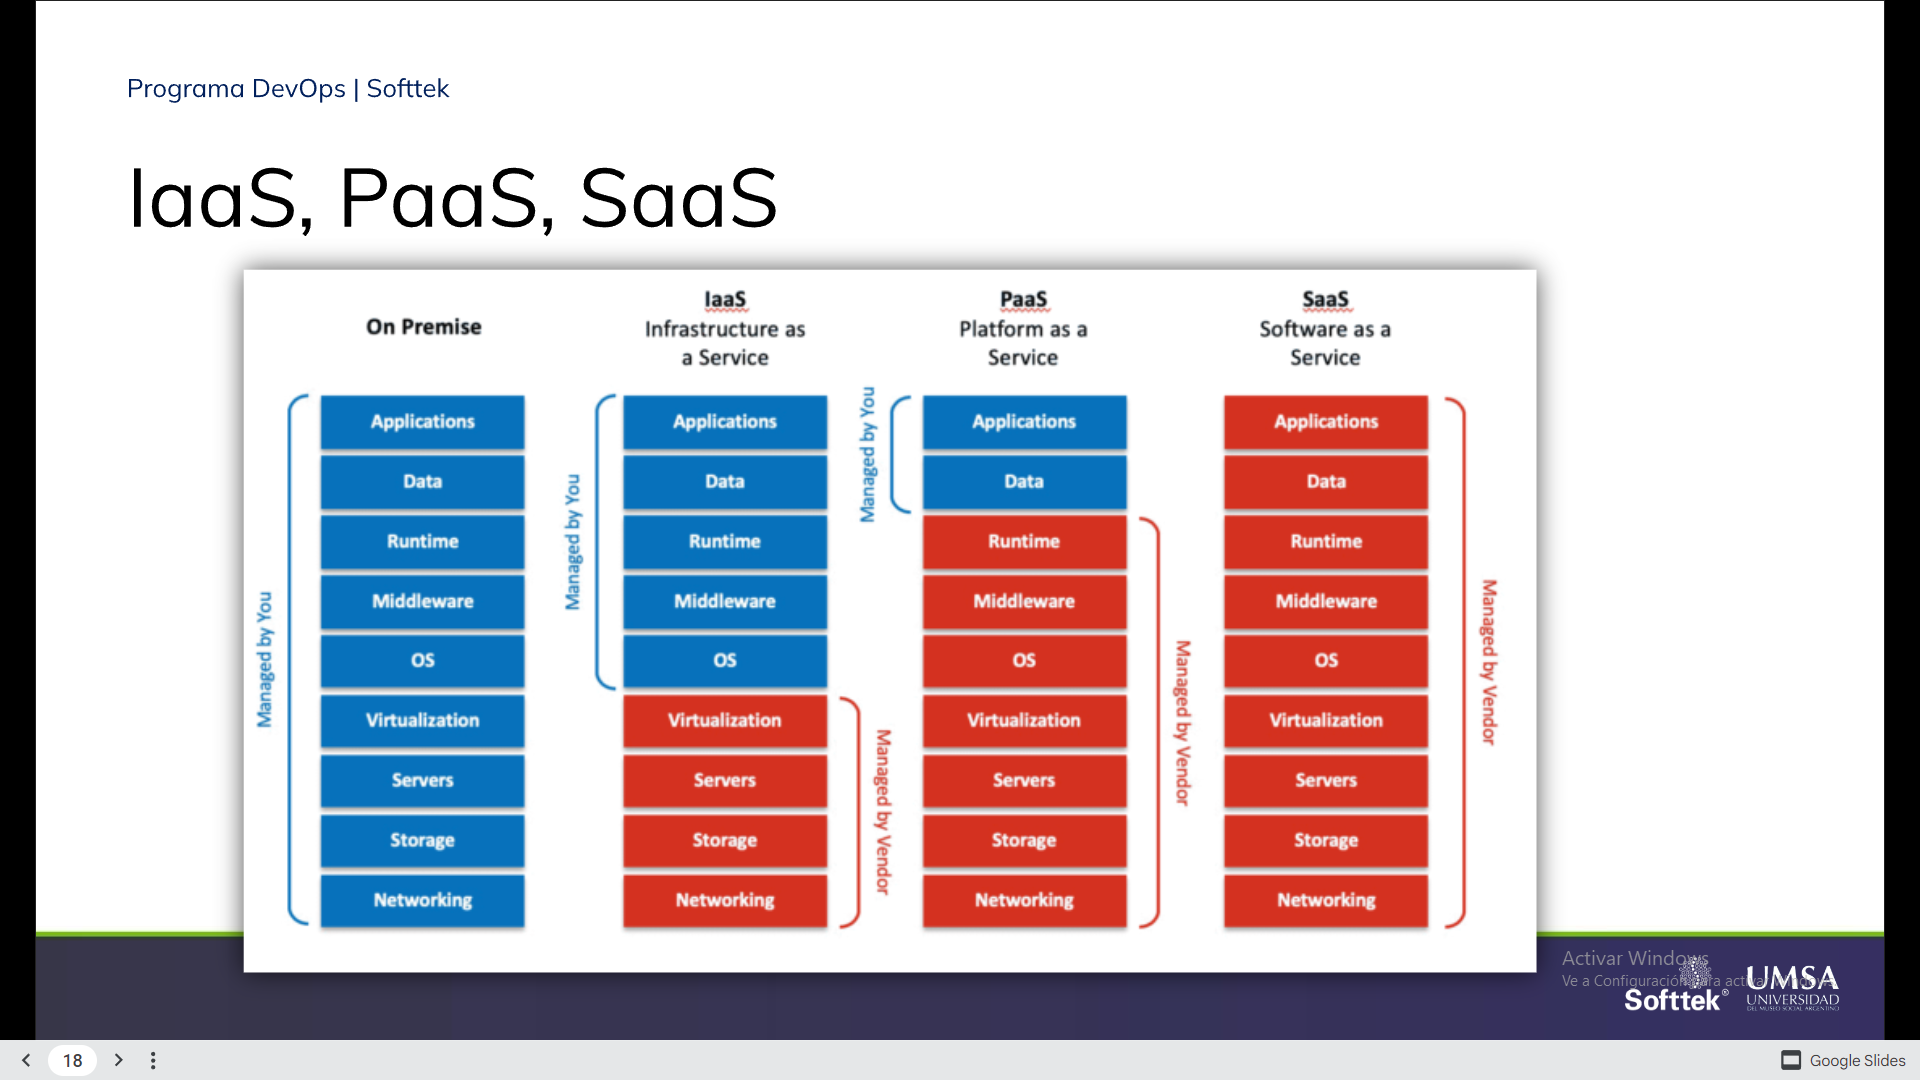 Programa DevOps | Softtek
IaaS, PaaS, SaaS
On Premise
Managed by You
Applications
Data
Runtime
Middleware
OS
Virtualization
Servers
Storage
Networking
IaaS
Infrastructure as
a Service
Managed by You
Applications
Data
Runtime
Middleware
OS
Virtualization
Servers
Storage
Networking
Managed by Vendor
PaaS
Platform as a
Service
Managed by You
Applications
Data
Runtime
Middleware
OS
Virtualization
Servers
Storage
Networking
Managed by Vendor
SaaS
Software as a
Service
Applications
Data
Runtime
Middleware
OS
Virtualization
Servers
Storage
Networking
Managed by Vendor
Activar Windows
Ve a Configuración para activar
Softtek®
UMSA
UNIVERSIDAD
DEL MUSEO SOCIAL ARGENTINO
18
Google Slides